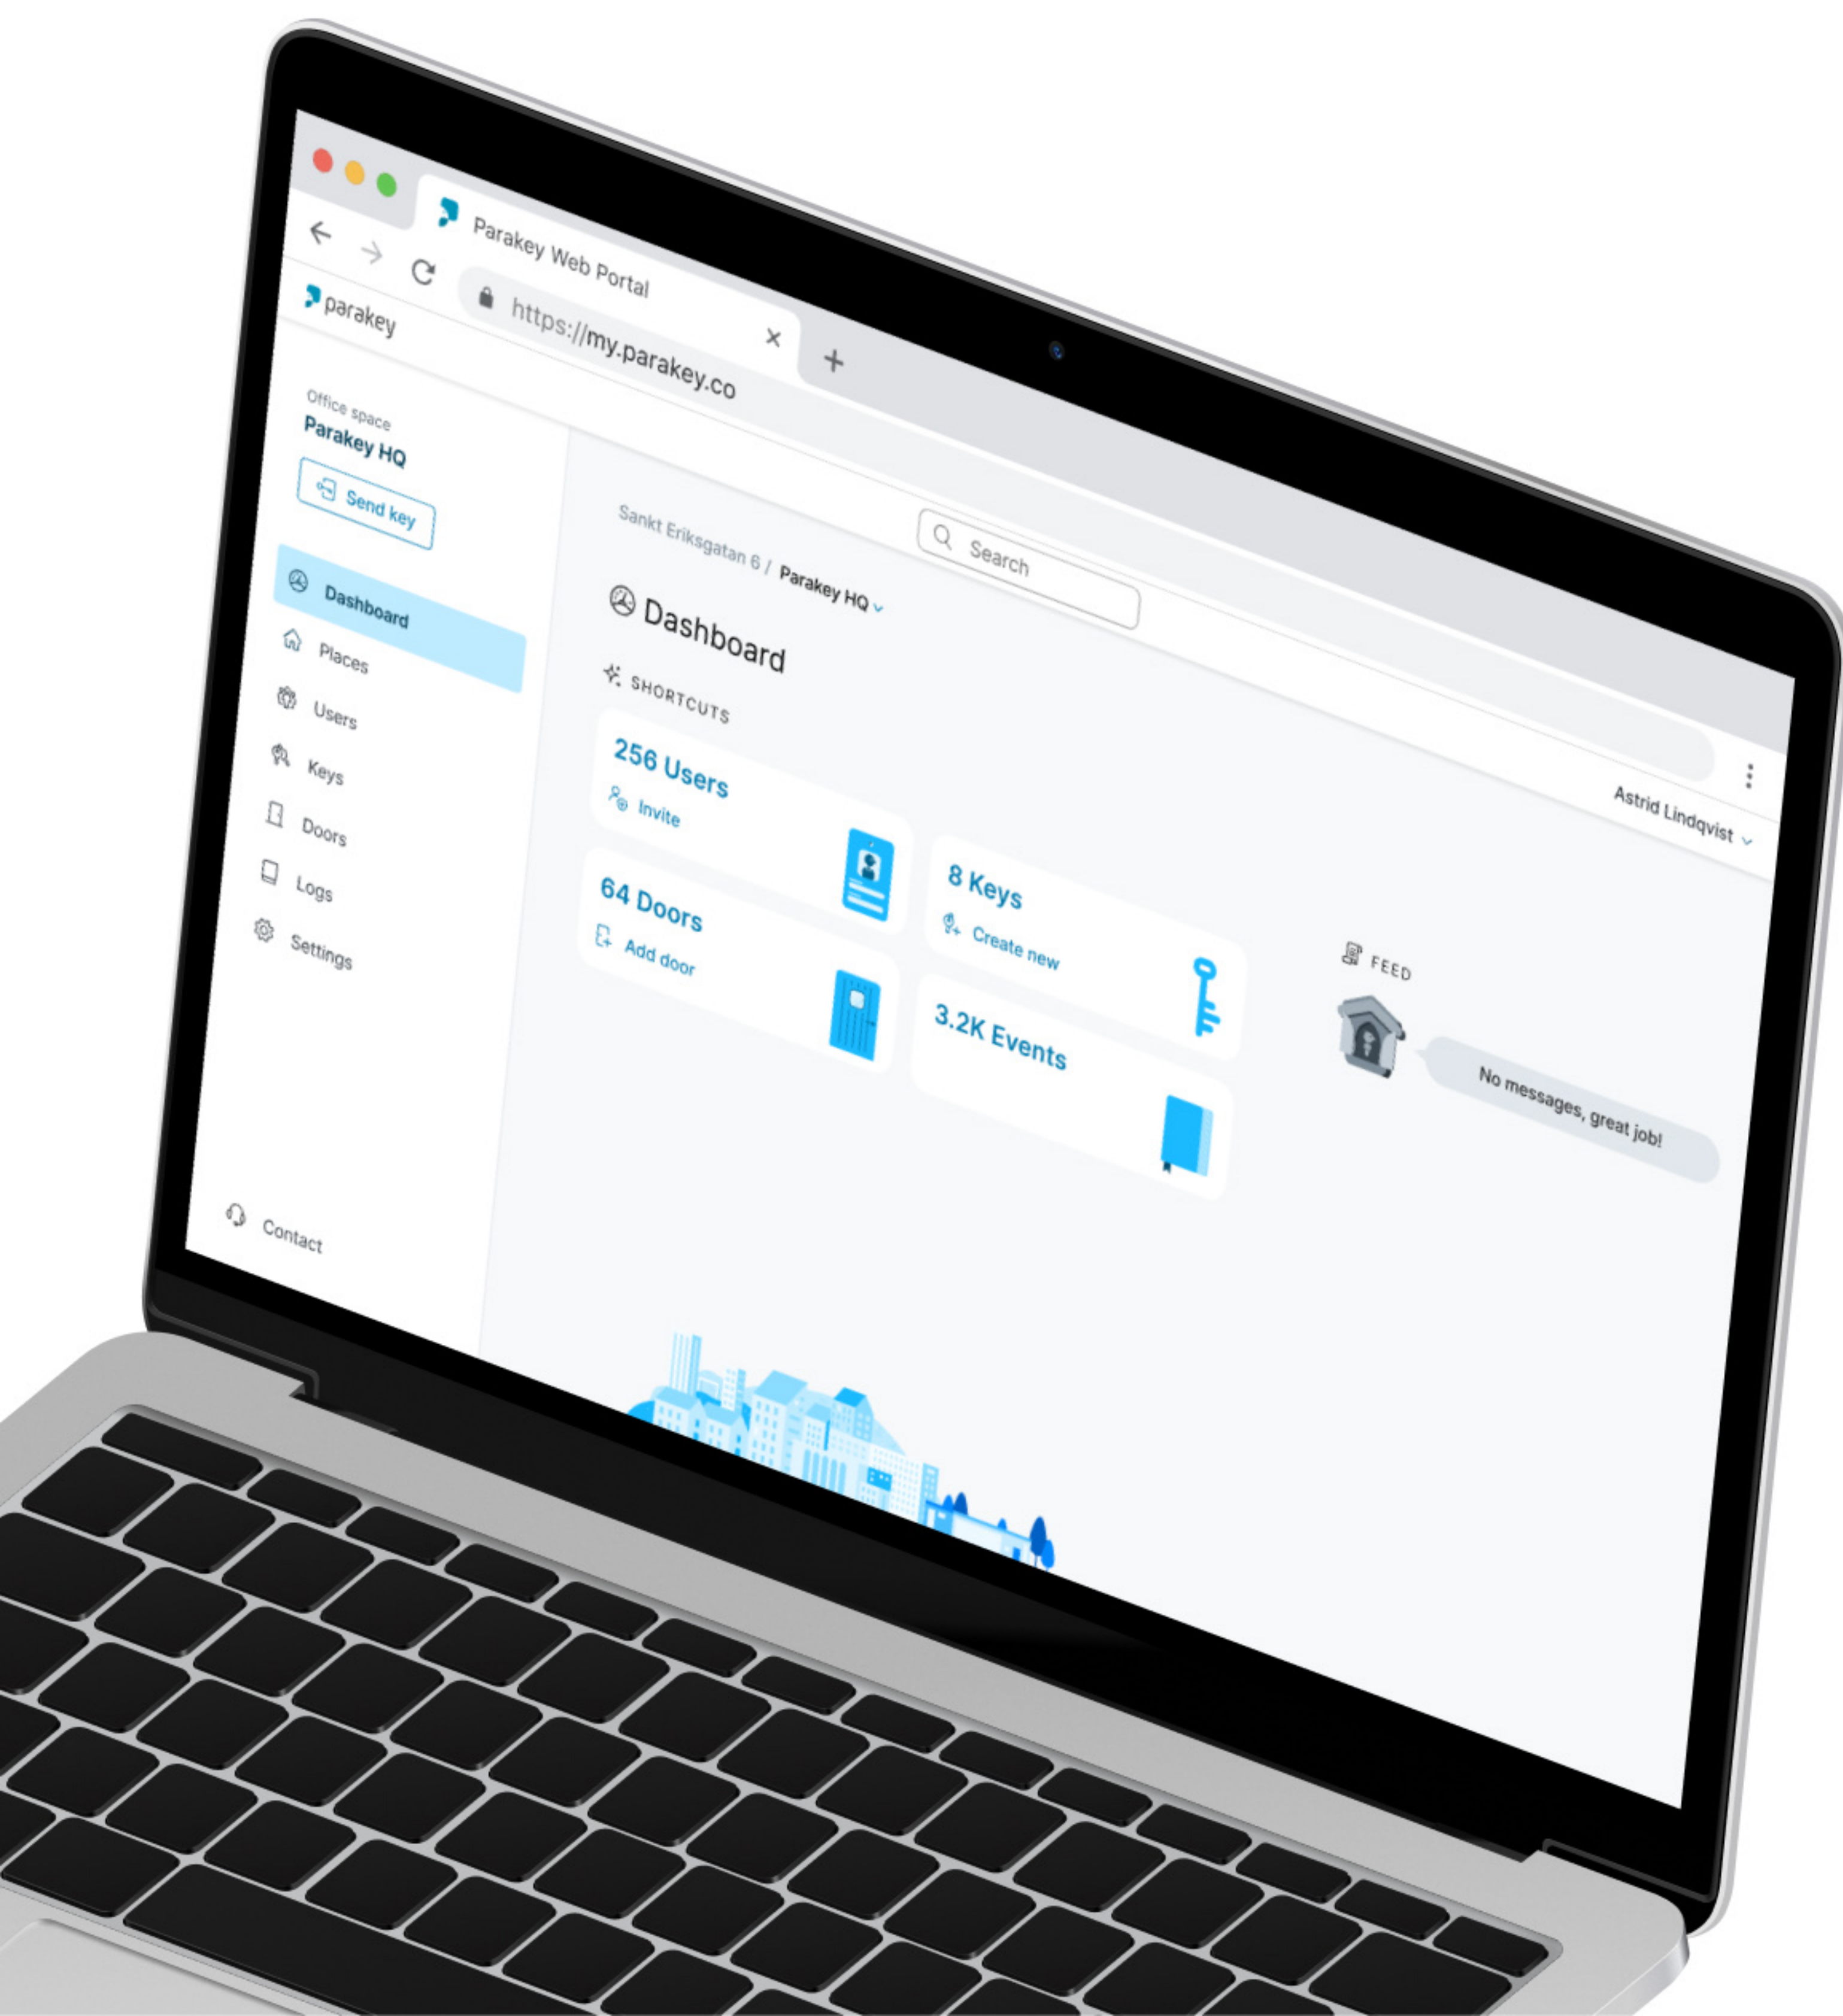 Parakey Web Portal
https://my.parakey.co
parakey
Search
Astrid Lindqvist
Office space
Parakey HQ
Send key
Dashboard
Places
Users
Keys
Doors
Logs
Settings
Contact
Sankt Eriksgatan 6 / Parakey HQ
Dashboard
SHORTCUTS
256 Users
Invite
8 Keys
Create new
64 Doors
Add door
3.2K Events
FEED
No messages, great job!